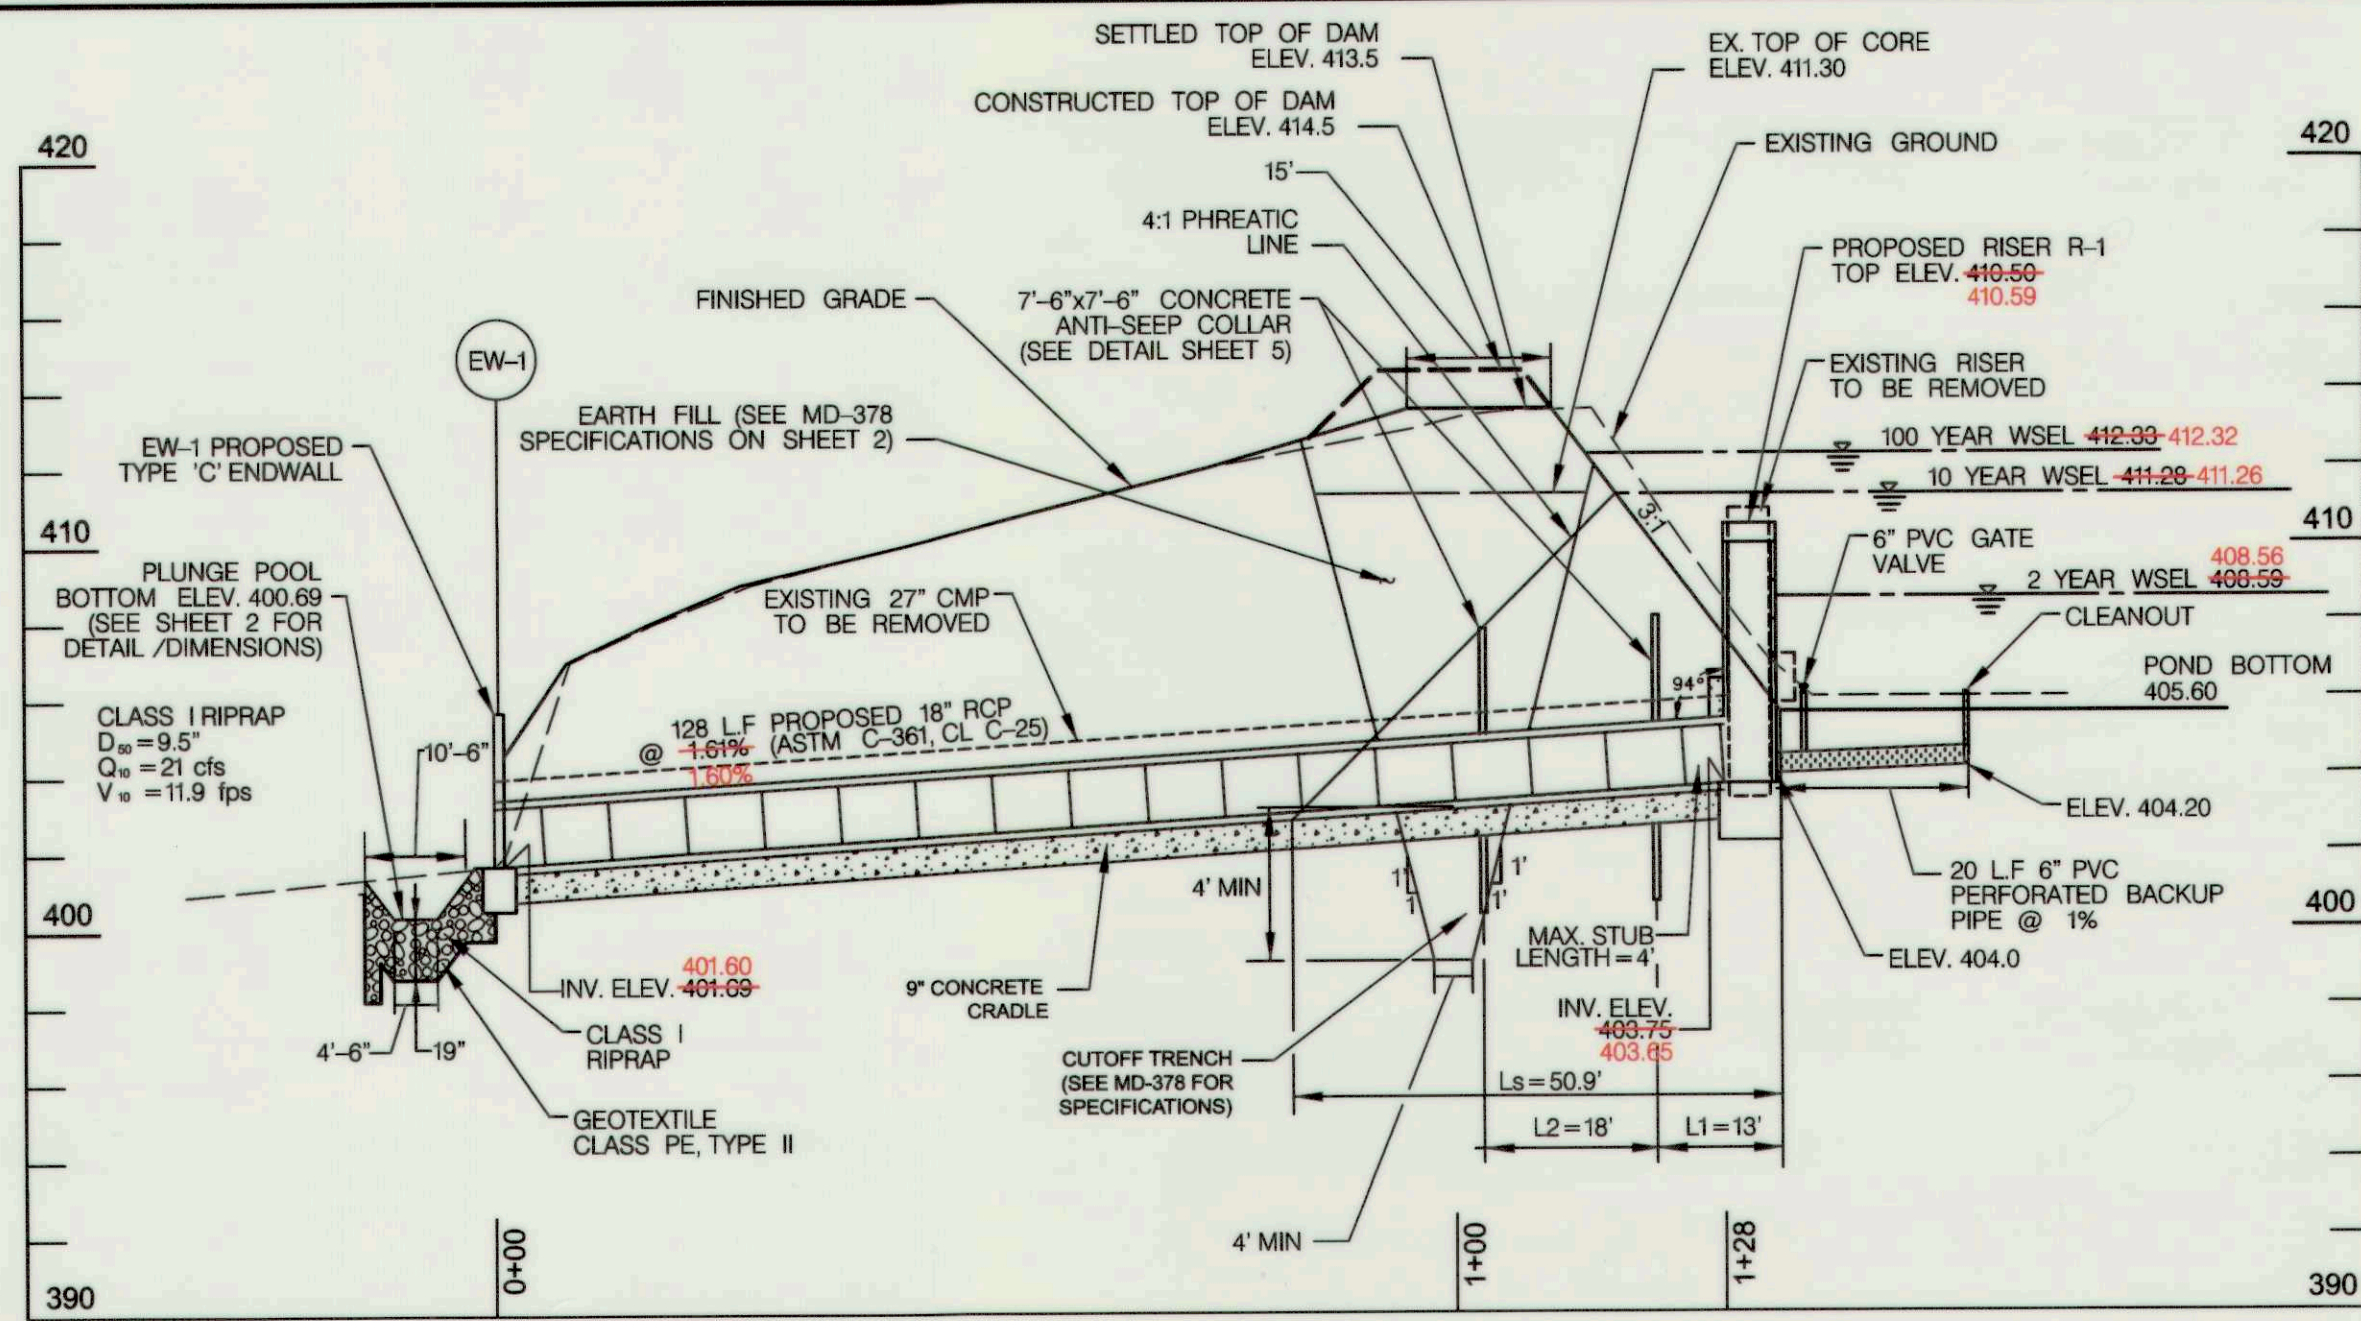 SETTLED TOP OF DAM
ELEV. 413.5
EX. TOP OF CORE
ELEV. 411.30
CONSTRUCTED TOP OF DAM
ELEV. 414.5
420
420
EXISTING GROUND
15'
4:1 PHREATIC
LINE
PROPOSED RISER R-1
TOP ELEV. 410.50
410.59
FINISHED GRADE
7'-6"x7'-6" CONCRETE
ANTI-SEEP COLLAR
(SEE DETAIL SHEET 5)
EW-1
EXISTING RISER
TO BE REMOVED
EARTH FILL (SEE MD-378
SPECIFICATIONS ON SHEET 2)
100 YEAR WSEL 412.33 412.32
EW-1 PROPOSED
TYPE 'C' ENDWALL
10 YEAR WSEL 411.28 411.26
3:1
410
410
6" PVC GATE
VALVE
408.56
2 YEAR WSEL 408.59
PLUNGE POOL
BOTTOM ELEV. 400.69
(SEE SHEET 2 FOR
DETAIL /DIMENSIONS)
EXISTING 27" CMP
TO BE REMOVED
CLEANOUT
POND BOTTOM
405.60
94°
CLASS I RIPRAP
D50 = 9.5"
Q10 = 21 cfs
V10 = 11.9 fps
10'-6"
128 L.F PROPOSED 18" RCP
@ 1.61% (ASTM C-361, CL C-25)
1.60%
ELEV. 404.20
4' MIN
1'
1
1'
1'
20 L.F 6" PVC
PERFORATED BACKUP
PIPE @ 1%
400
400
MAX. STUB
LENGTH = 4'
ELEV. 404.0
401.60
INV. ELEV. 401.69
9" CONCRETE
CRADLE
INV. ELEV.
403.75
403.65
CLASS I
RIPRAP
4'-6"
19"
CUTOFF TRENCH
(SEE MD-378 FOR
SPECIFICATIONS)
Ls = 50.9'
GEOTEXTILE
CLASS PE, TYPE II
L2 = 18'
L1 = 13'
4' MIN
0+00
1+00
1+28
390
390